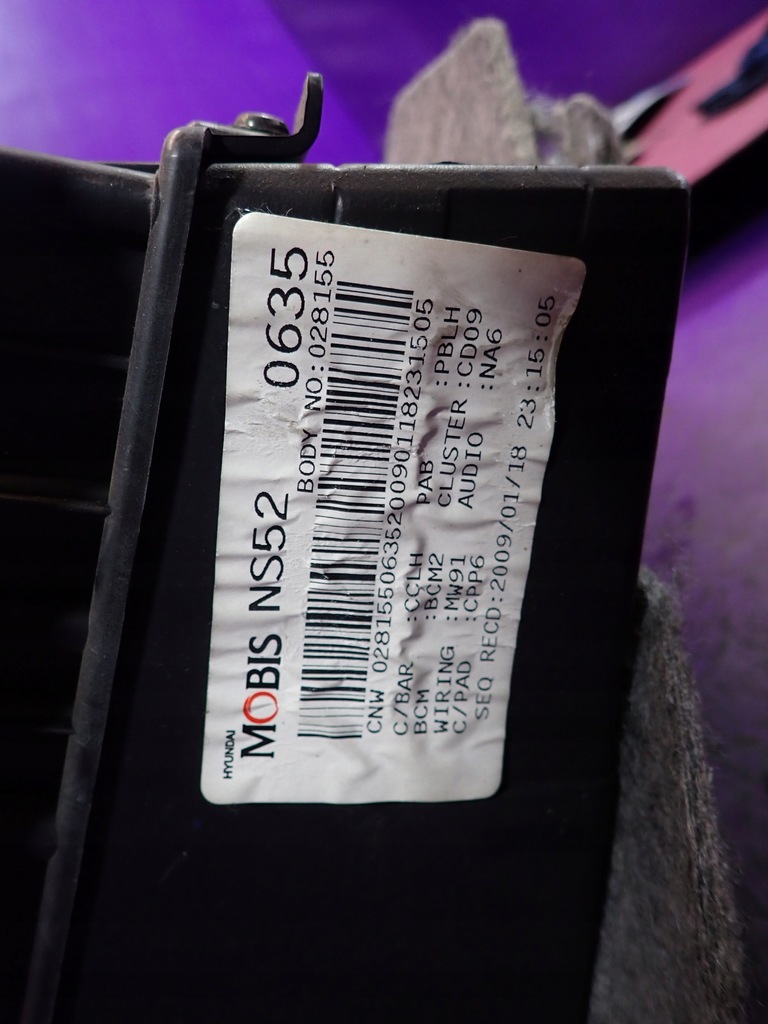 HYUNDAI
MOBIS NS52 0635
BODY NO:028155
CNW 028155063520090118231505
C/BAR :CCLH PAB :PBLH
BCM :BCM2 CLUSTER :CD09
WIRING :MW91 AUDIO :NA6
C/PAD :CPP6
SEQ RECD:2009/01/18 23:15:05